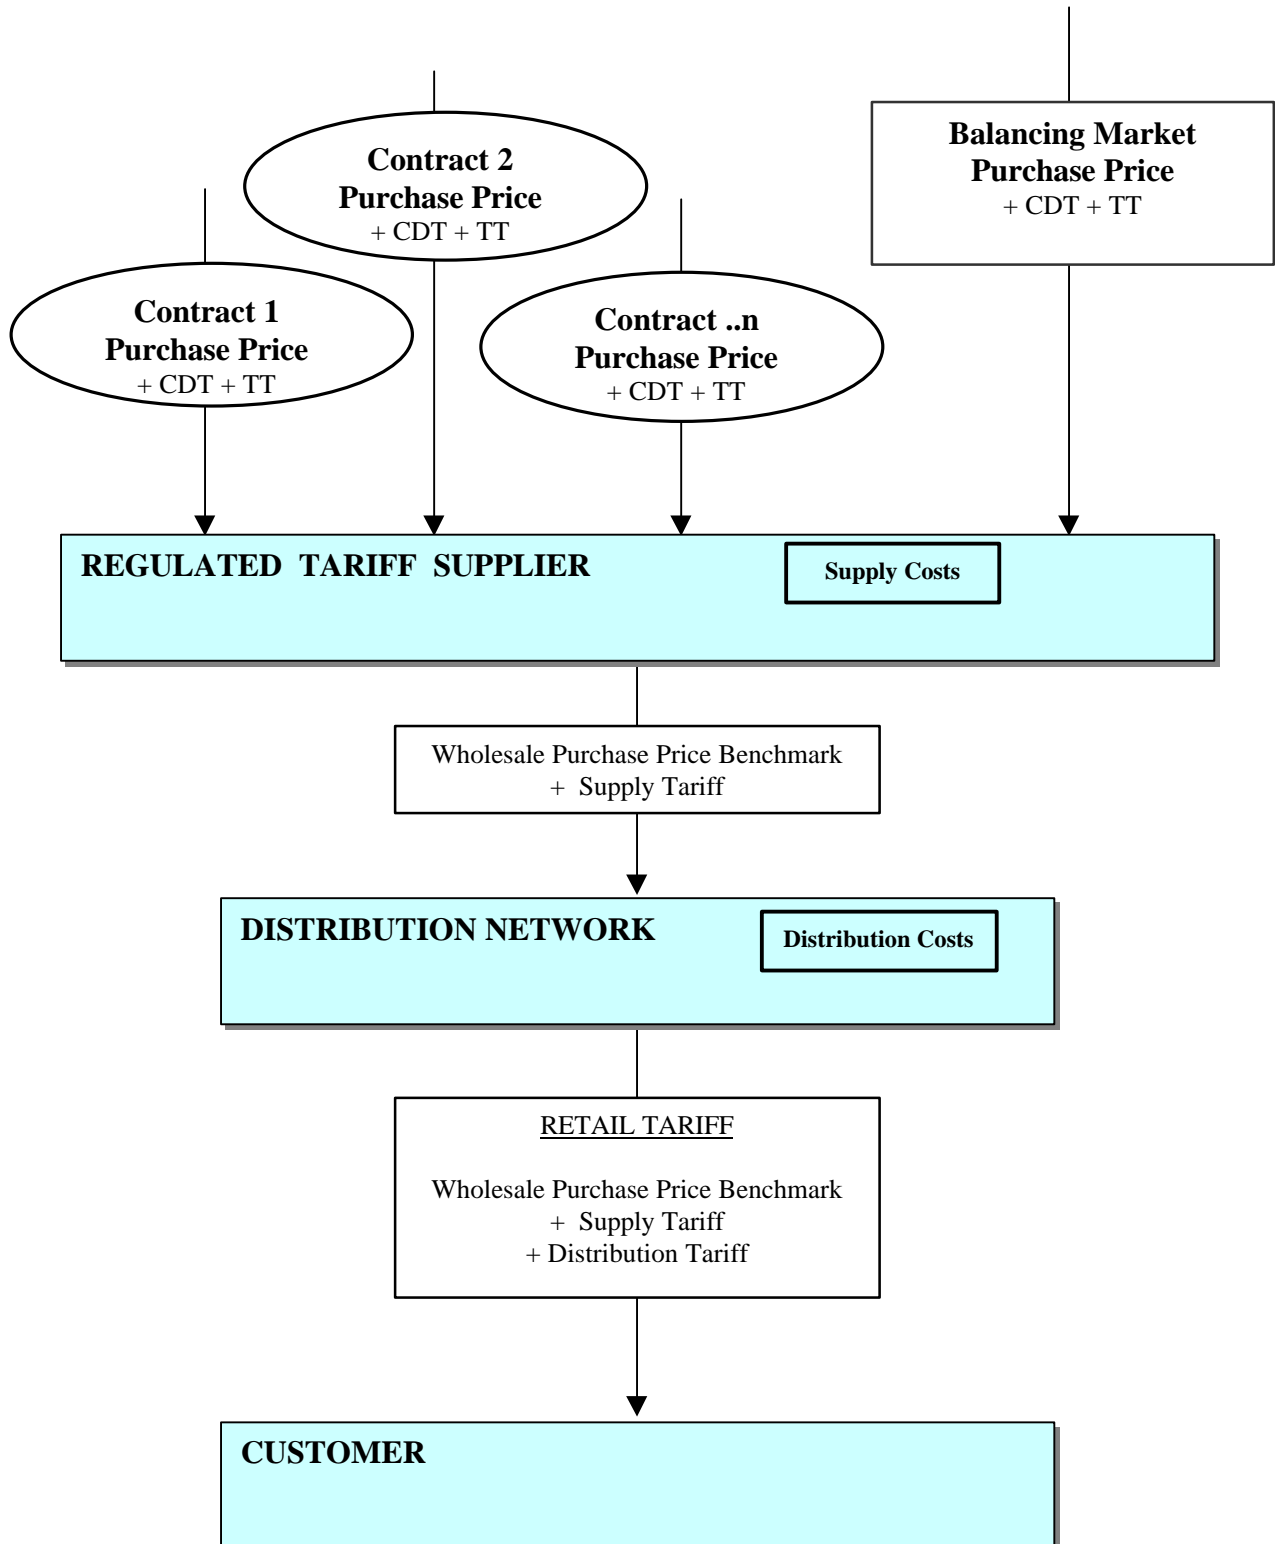 Balancing Market
Purchase Price
+ CDT + TT
Contract 2
Purchase Price
+ CDT + TT
Contract 1
Purchase Price
+ CDT + TT
Contract ..n
Purchase Price
+ CDT + TT
REGULATED TARIFF SUPPLIER
Supply Costs
Wholesale Purchase Price Benchmark
+ Supply Tariff
DISTRIBUTION NETWORK
Distribution Costs
RETAIL TARIFF
Wholesale Purchase Price Benchmark
+ Supply Tariff
+ Distribution Tariff
CUSTOMER